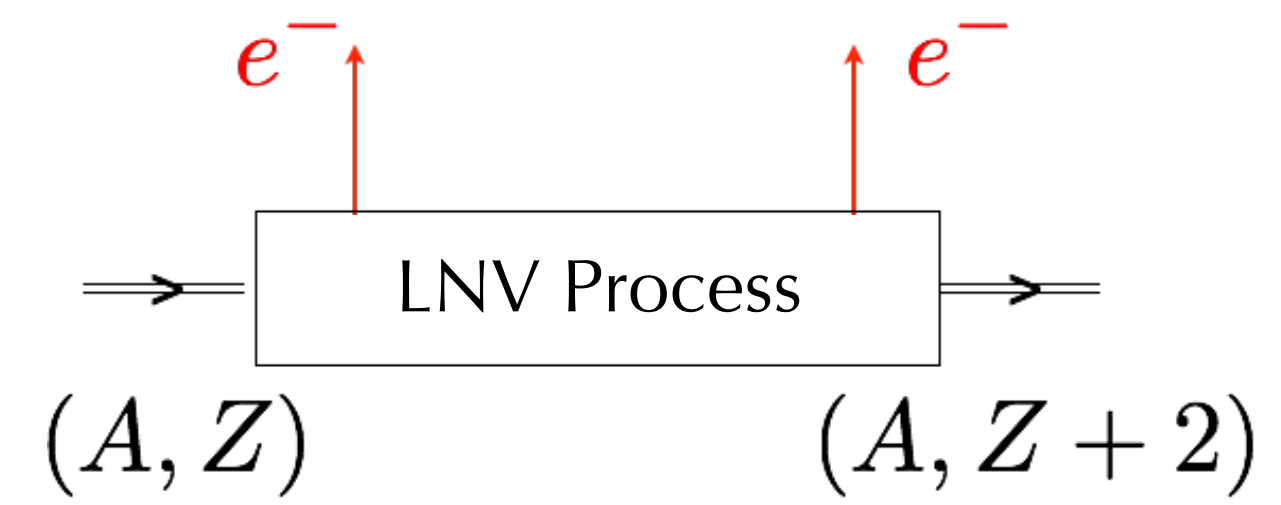 e⁻ e⁻
LNV Process
(A, Z) (A, Z + 2)